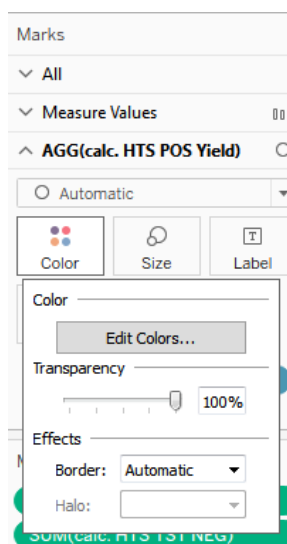 Marks
All
Measure Values
AGG(calc. HTS POS Yield)
Automatic
Color Size Label
Color
Edit Colors...
Transparency
100%
Effects
Border: Automatic
Halo:
SUM(calc. HTS TST NEG)